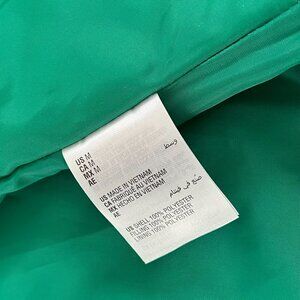 US M
CA M
MX M
AE وسط
US MADE IN VIETNAM
CA FABRIQUÉ AU VIETNAM
MX HECHO EN VIETNAM
AE صنع في فيتنام
US SHELL 100% POLYESTER
FILLING 100% POLYESTER
LINING 100% POLYESTER